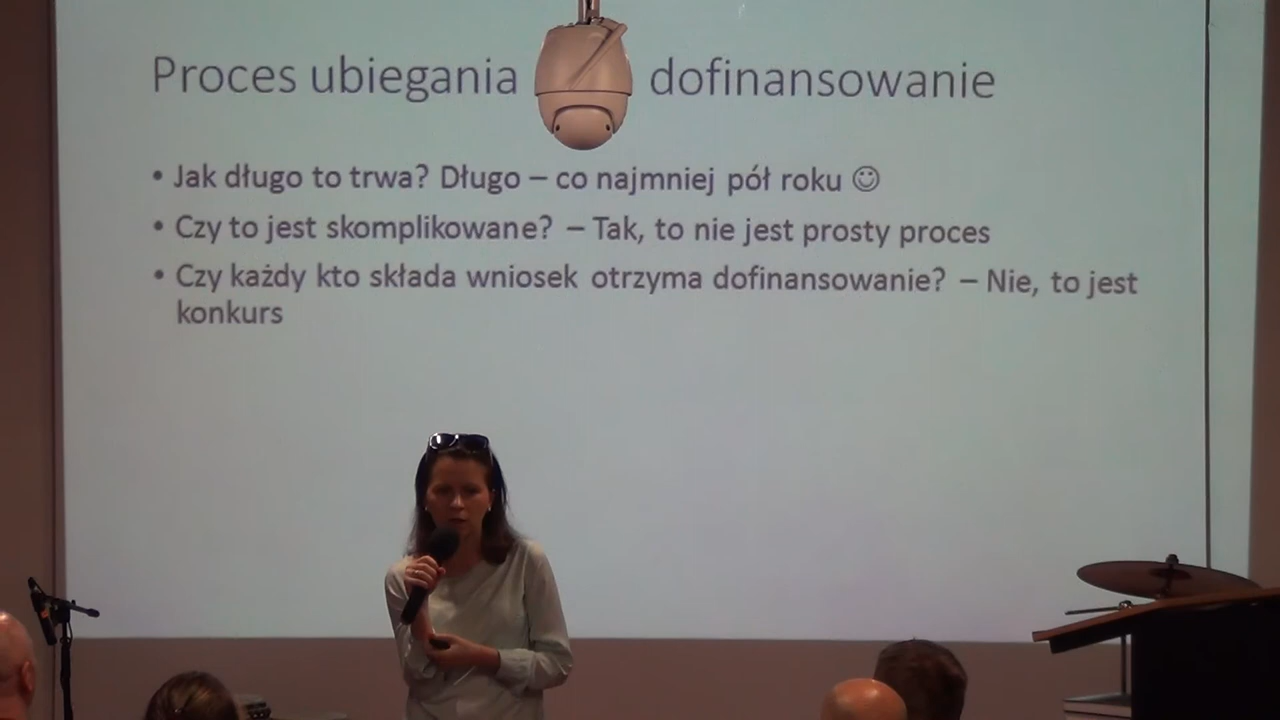 Proces ubiegania dofinansowanie
• Jak długo to trwa? Długo – co najmniej pół roku ☺
• Czy to jest skomplikowane? – Tak, to nie jest prosty proces
• Czy każdy kto składa wniosek otrzyma dofinansowanie? – Nie, to jest
konkurs